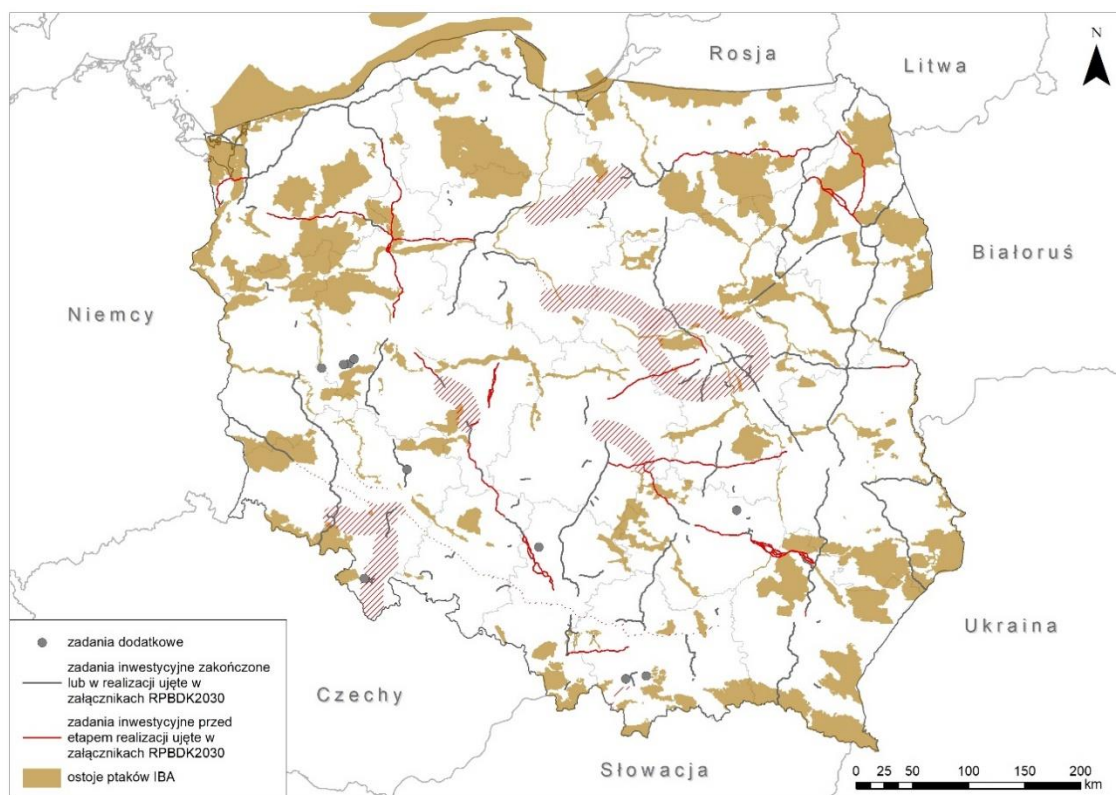 Rosja
Litwa
N
Białoruś
Niemcy
Ukraina
Czechy
Słowacja
zadania dodatkowe
zadania inwestycyjne zakończone
lub w realizacji ujęte w
załącznikach RPBDK2030
zadania inwestycyjne przed
etapem realizacji ujęte w
załącznikach RPBDK2030
ostoje ptaków IBA
0 25 50 100 150 200
km